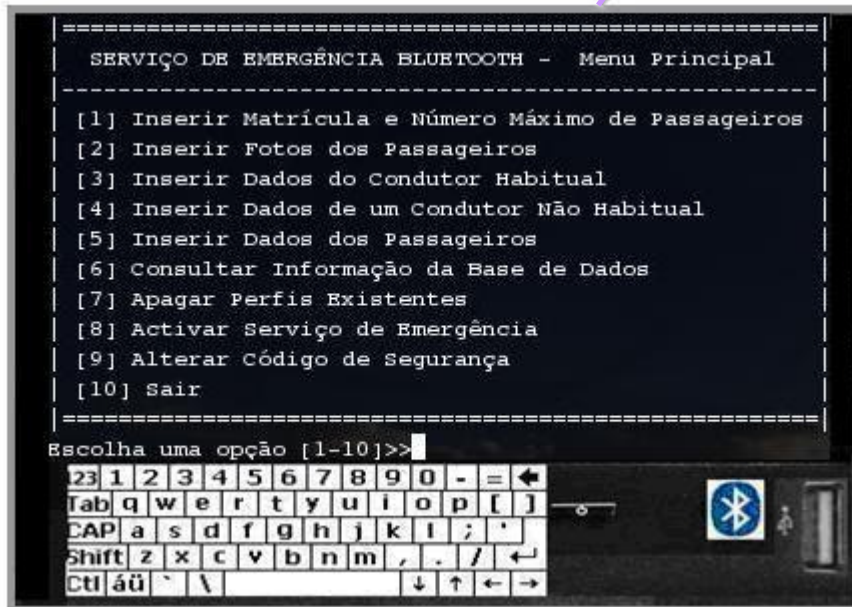 SERVIÇO DE EMERGÊNCIA BLUETOOTH - Menu Principal
[1] Inserir Matrícula e Número Máximo de Passageiros
[2] Inserir Fotos dos Passageiros
[3] Inserir Dados do Condutor Habitual
[4] Inserir Dados de um Condutor Não Habitual
[5] Inserir Dados dos Passageiros
[6] Consultar Informação da Base de Dados
[7] Apagar Perfis Existentes
[8] Activar Serviço de Emergência
[9] Alterar Código de Segurança
[10] Sair
Escolha uma opção [1-10]>>
123 1 2 3 4 5 6 7 8 9 0 - = 🡸
Tab q w e r t y u i o p [ ]
CAP a s d f g h j k l ; '
Shift z x c v b n m , . / ↵
Ctl áü ` \ ↓ ↑ ← →